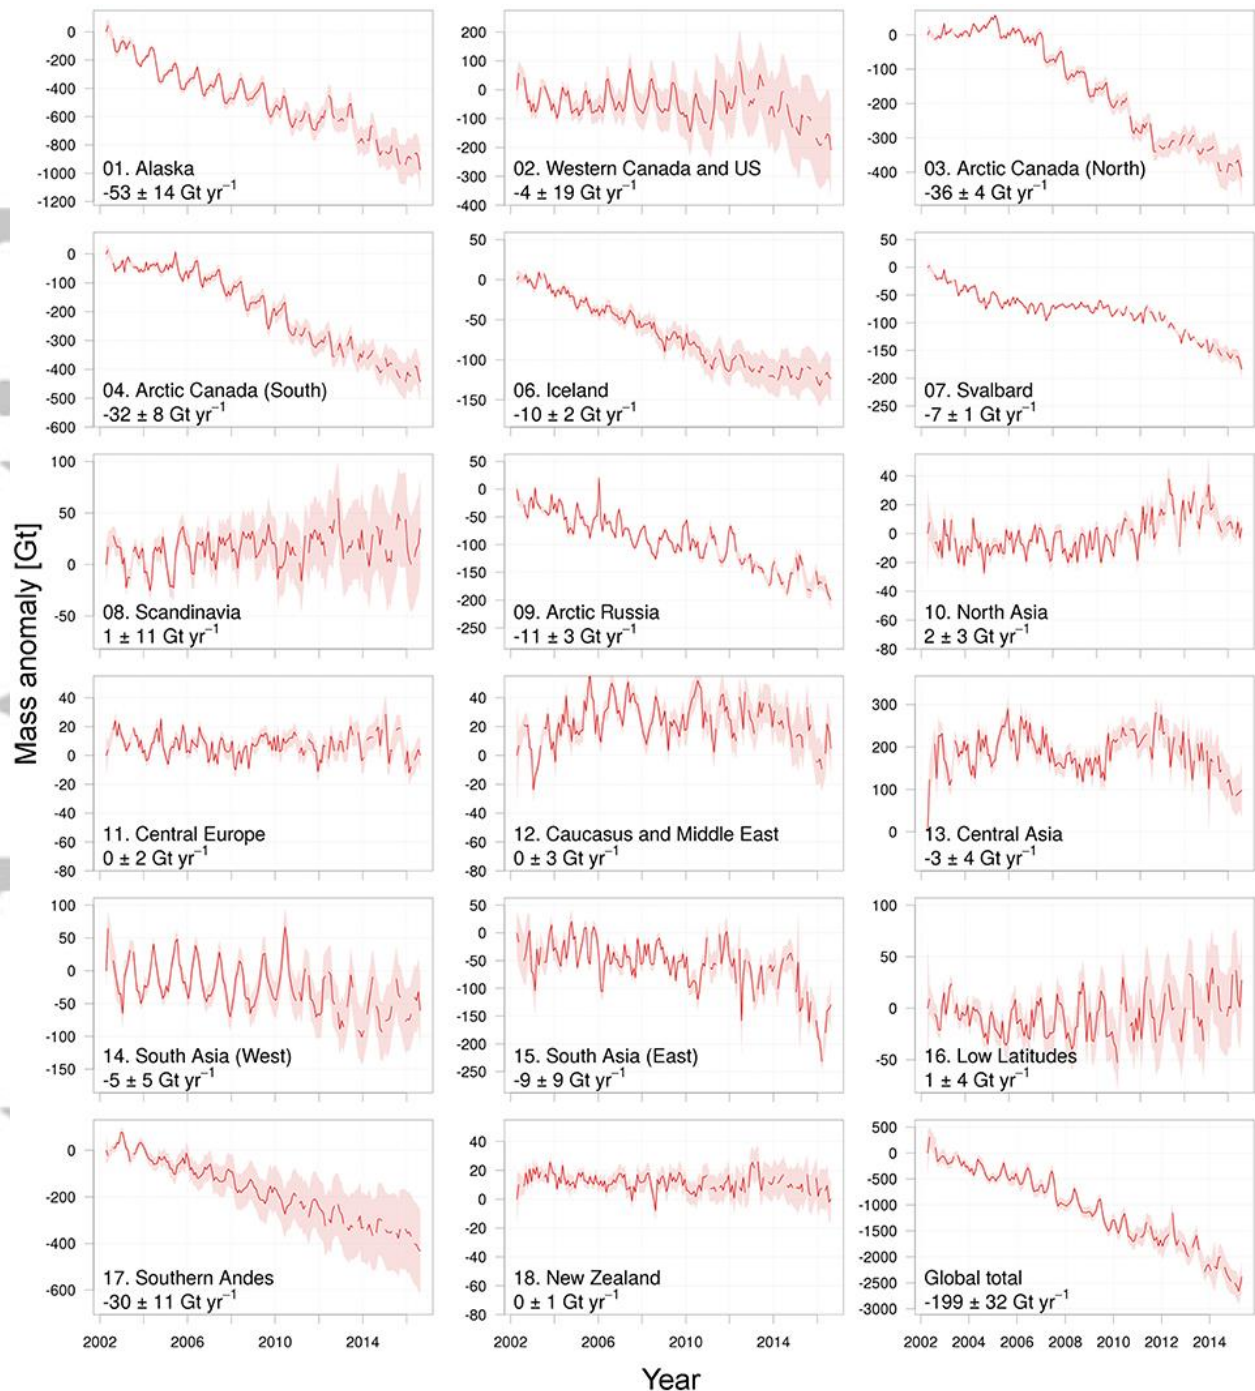 0
-200
-400
-600
-800
-1000
-1200
01. Alaska
-53 ± 14 Gt yr⁻¹
200
100
0
-100
-200
-300
-400
02. Western Canada and US
-4 ± 19 Gt yr⁻¹
0
-100
-200
-300
-400
03. Arctic Canada (North)
-36 ± 4 Gt yr⁻¹
0
-100
-200
-300
-400
-500
-600
04. Arctic Canada (South)
-32 ± 8 Gt yr⁻¹
50
0
-50
-100
-150
06. Iceland
-10 ± 2 Gt yr⁻¹
50
0
-50
-100
-150
-200
-250
07. Svalbard
-7 ± 1 Gt yr⁻¹
Mass anomaly [Gt]
100
50
0
-50
08. Scandinavia
1 ± 11 Gt yr⁻¹
50
0
-50
-100
-150
-200
-250
09. Arctic Russia
-11 ± 3 Gt yr⁻¹
40
20
0
-20
-40
-60
-80
10. North Asia
2 ± 3 Gt yr⁻¹
40
20
0
-20
-40
-60
-80
11. Central Europe
0 ± 2 Gt yr⁻¹
40
20
0
-20
-40
-60
-80
12. Caucasus and Middle East
0 ± 3 Gt yr⁻¹
300
200
100
0
13. Central Asia
-3 ± 4 Gt yr⁻¹
100
50
0
-50
-100
-150
14. South Asia (West)
-5 ± 5 Gt yr⁻¹
50
0
-50
-100
-150
-200
-250
15. South Asia (East)
-9 ± 9 Gt yr⁻¹
100
50
0
-50
16. Low Latitudes
1 ± 4 Gt yr⁻¹
0
-200
-400
-600
17. Southern Andes
-30 ± 11 Gt yr⁻¹
40
20
0
-20
-40
-60
-80
18. New Zealand
0 ± 1 Gt yr⁻¹
500
0
-500
-1000
-1500
-2000
-2500
-3000
Global total
-199 ± 32 Gt yr⁻¹
2002 2006 2010 2014
2002 2006 2010 2014
2002 2004 2006 2008 2010 2012 2014
Year